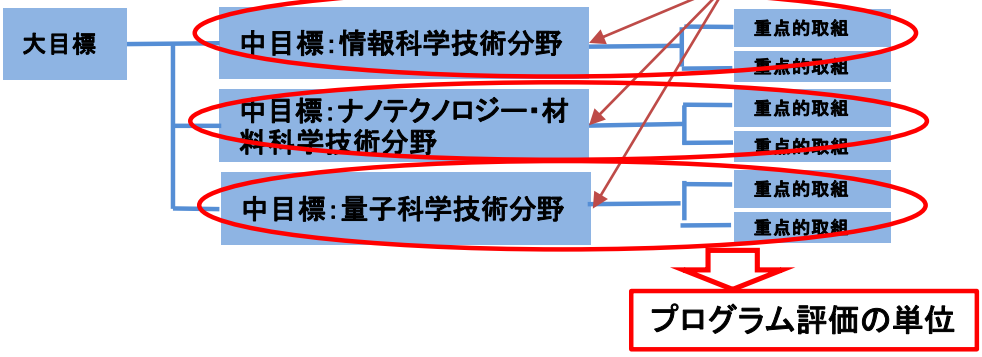 大目標
中目標：情報科学技術分野
重点的取組
重点的取組
中目標：ナノテクノロジー・材
料科学技術分野
重点的取組
重点的取組
中目標：量子科学技術分野
重点的取組
重点的取組
プログラム評価の単位